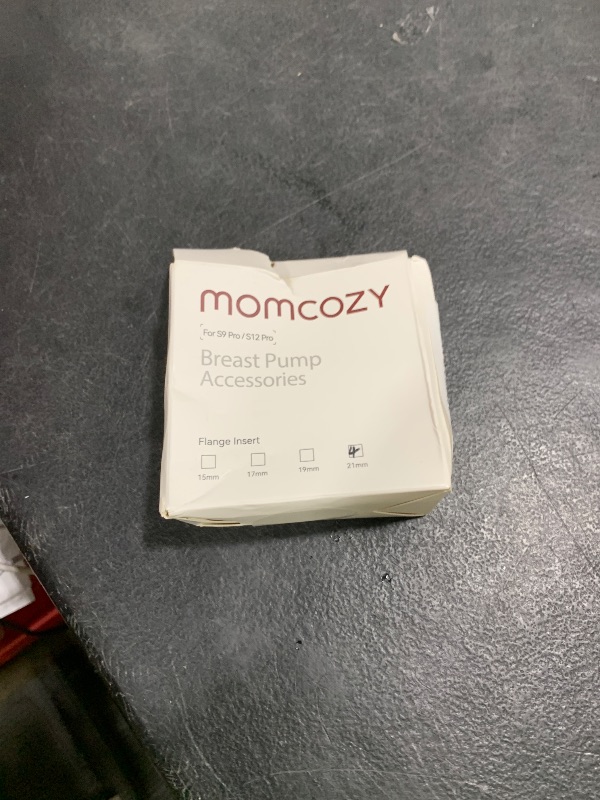 momcozy
For S9 Pro / S12 Pro
Breast Pump
Accessories
Flange Insert
15mm 17mm 19mm 21mm